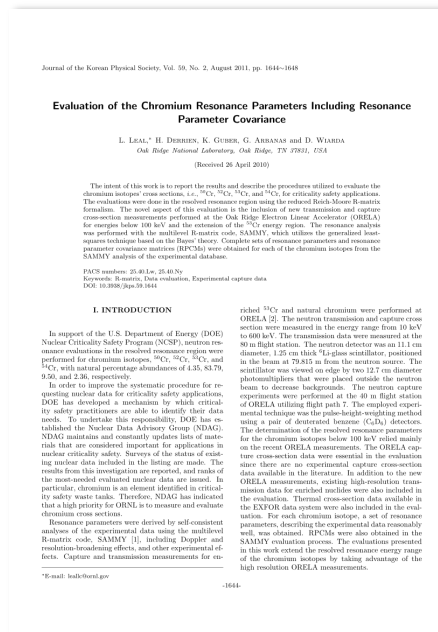 Journal of the Korean Physical Society, Vol. 59, No. 2, August 2011, pp. 1644∼1648
Evaluation of the Chromium Resonance Parameters Including Resonance
Parameter Covariance
L. Leal,* H. Derrien, K. Guber, G. Arbanas and D. Wiarda
Oak Ridge National Laboratory, Oak Ridge, TN 37831, USA
(Received 26 April 2010)
The intent of this work is to report the results and describe the procedures utilized to evaluate the
chromium isotopes' cross sections, i.e., ⁵⁰Cr, ⁵²Cr, ⁵³Cr, and ⁵⁴Cr, for criticality safety applications.
The evaluations were done in the resolved resonance region using the reduced Reich-Moore R-matrix
formalism. The novel aspect of this evaluation is the inclusion of new transmission and capture
cross-section measurements performed at the Oak Ridge Electron Linear Accelerator (ORELA)
for energies below 100 keV and the extension of the ⁵³Cr energy region. The resonance analysis
was performed with the multilevel R-matrix code, SAMMY, which utilizes the generalized least-
squares technique based on the Bayes' theory. Complete sets of resonance parameters and resonance
parameter covariance matrices (RPCMs) were obtained for each of the chromium isotopes from the
SAMMY analysis of the experimental database.
PACS numbers: 25.40.Lw, 25.40.Ny
Keywords: R-matrix, Data evaluation, Experimental capture data
DOI: 10.3938/jkps.59.1644
I. INTRODUCTION
In support of the U.S. Department of Energy (DOE)
Nuclear Criticality Safety Program (NCSP), neutron res-
onance evaluations in the resolved resonance region were
performed for chromium isotopes, ⁵⁰Cr, ⁵²Cr, ⁵³Cr, and
⁵⁴Cr, with natural percentage abundances of 4.35, 83.79,
9.50, and 2.36, respectively.
In order to improve the systematic procedure for re-
questing nuclear data for criticality safety applications,
DOE has developed a mechanism by which critical-
ity safety practitioners are able to identify their data
needs. To undertake this responsibility, DOE has es-
tablished the Nuclear Data Advisory Group (NDAG).
NDAG maintains and constantly updates lists of mate-
rials that are considered important for applications in
nuclear criticality safety. Surveys of the status of exist-
ing nuclear data included in the listing are made. The
results from this investigation are reported, and ranks of
the most-needed evaluated nuclear data are issued. In
particular, chromium is an element identified in critical-
ity safety waste tanks. Therefore, NDAG has indicated
that a high priority for ORNL is to measure and evaluate
chromium cross sections.
Resonance parameters were derived by self-consistent
analyses of the experimental data using the multilevel
R-matrix code, SAMMY [1], including Doppler and
resolution-broadening effects, and other experimental ef-
fects. Capture and transmission measurements for en-
*E-mail: leallc@ornl.gov
riched ⁵³Cr and natural chromium were performed at
ORELA [2]. The neutron transmission and capture cross
section were measured in the energy range from 10 keV
to 600 keV. The transmission data were measured at the
80 m flight station. The neutron detector was an 11.1 cm
diameter, 1.25 cm thick ⁶Li-glass scintillator, positioned
in the beam at 79.815 m from the neutron source. The
scintillator was viewed on edge by two 12.7 cm diameter
photomultipliers that were placed outside the neutron
beam to decrease backgrounds. The neutron capture
experiments were performed at the 40 m flight station
of ORELA utilizing flight path 7. The employed experi-
mental technique was the pulse-height-weighting method
using a pair of deuterated benzene (C₆D₆) detectors.
The determination of the resolved resonance parameters
for the chromium isotopes below 100 keV relied mainly
on the recent ORELA measurements. The ORELA cap-
ture cross-section data were essential in the evaluation
since there are no experimental capture cross-section
data available in the literature. In addition to the new
ORELA measurements, existing high-resolution trans-
mission data for enriched nuclides were also included in
the evaluation. Thermal cross-section data available in
the EXFOR data system were also included in the eval-
uation. For each chromium isotope, a set of resonance
parameters, describing the experimental data reasonably
well, was obtained. RPCMs were also obtained in the
SAMMY evaluation process. The evaluations presented
in this work extend the resolved resonance energy range
of the chromium isotopes by taking advantage of the
high resolution ORELA measurements.
-1644-